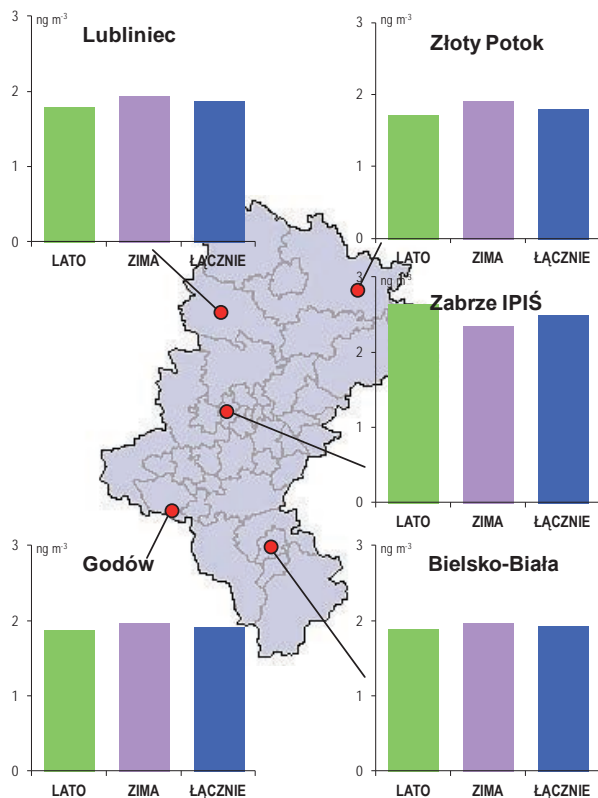 3
ng m⁻³
Lubliniec
2
1
0
LATO ZIMA ŁĄCZNIE
3
ng m⁻³
Złoty Potok
2
1
0
LATO ZIMA ŁĄCZNIE
3
ng m⁻³
Zabrze IPIŚ
2
1
0
LATO ZIMA ŁĄCZNIE
3
ng m⁻³
Godów
2
1
0
LATO ZIMA ŁĄCZNIE
3
ng m⁻³
Bielsko-Biała
2
1
0
LATO ZIMA ŁĄCZNIE